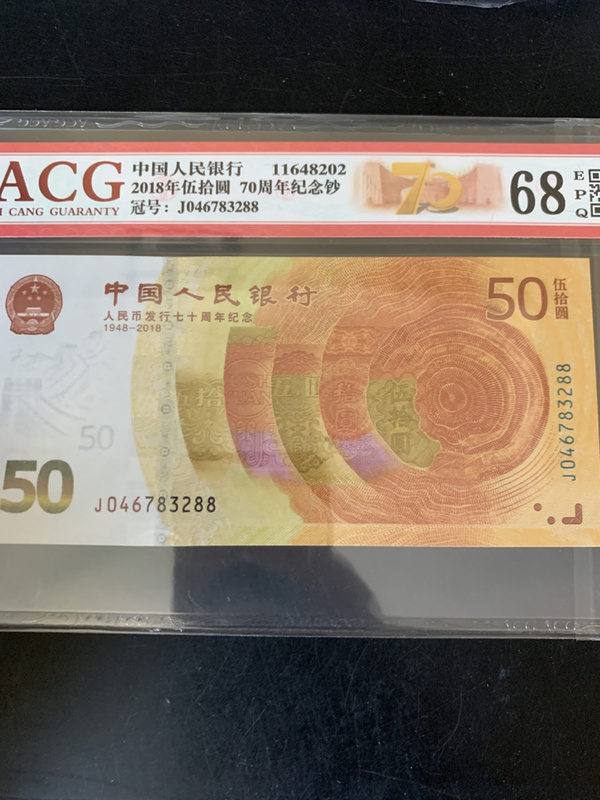 ACG
CANG GUARANTY
中国人民银行 11648202
2018年伍拾圆 70周年纪念钞
冠号: J046783288
70
68
EPQ
中国人民银行
人民币发行七十周年纪念
1948-2018
50
伍拾圆
伍拾圆
50
50
J046783288
J046783288